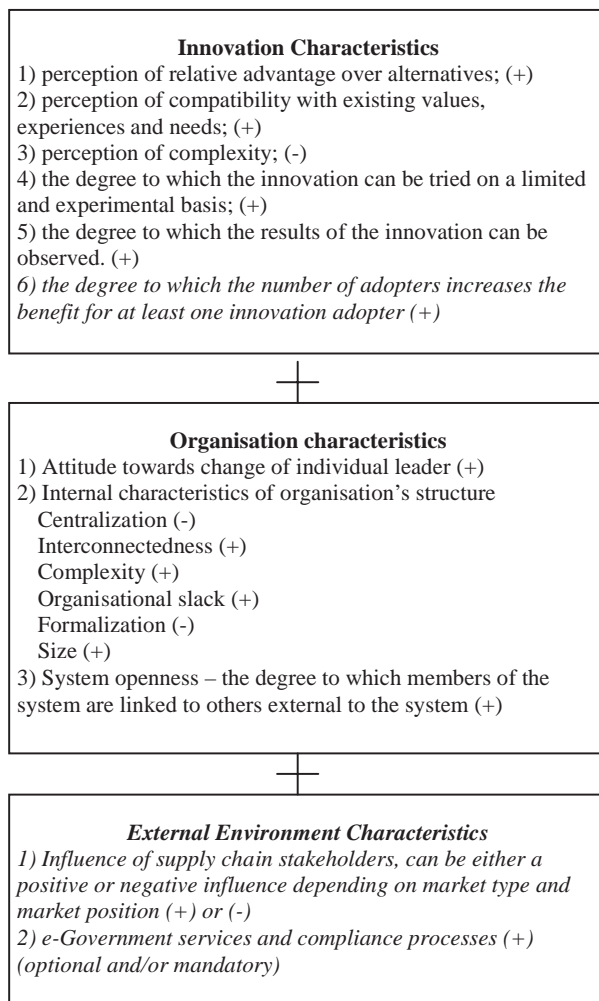 Innovation Characteristics
1) perception of relative advantage over alternatives; (+)
2) perception of compatibility with existing values,
experiences and needs; (+)
3) perception of complexity; (-)
4) the degree to which the innovation can be tried on a limited
and experimental basis; (+)
5) the degree to which the results of the innovation can be
observed. (+)
6) the degree to which the number of adopters increases the
benefit for at least one innovation adopter (+)
Organisation characteristics
1) Attitude towards change of individual leader (+)
2) Internal characteristics of organisation’s structure
Centralization (-)
Interconnectedness (+)
Complexity (+)
Organisational slack (+)
Formalization (-)
Size (+)
3) System openness – the degree to which members of the
system are linked to others external to the system (+)
External Environment Characteristics
1) Influence of supply chain stakeholders, can be either a
positive or negative influence depending on market type and
market position (+) or (-)
2) e-Government services and compliance processes (+)
(optional and/or mandatory)